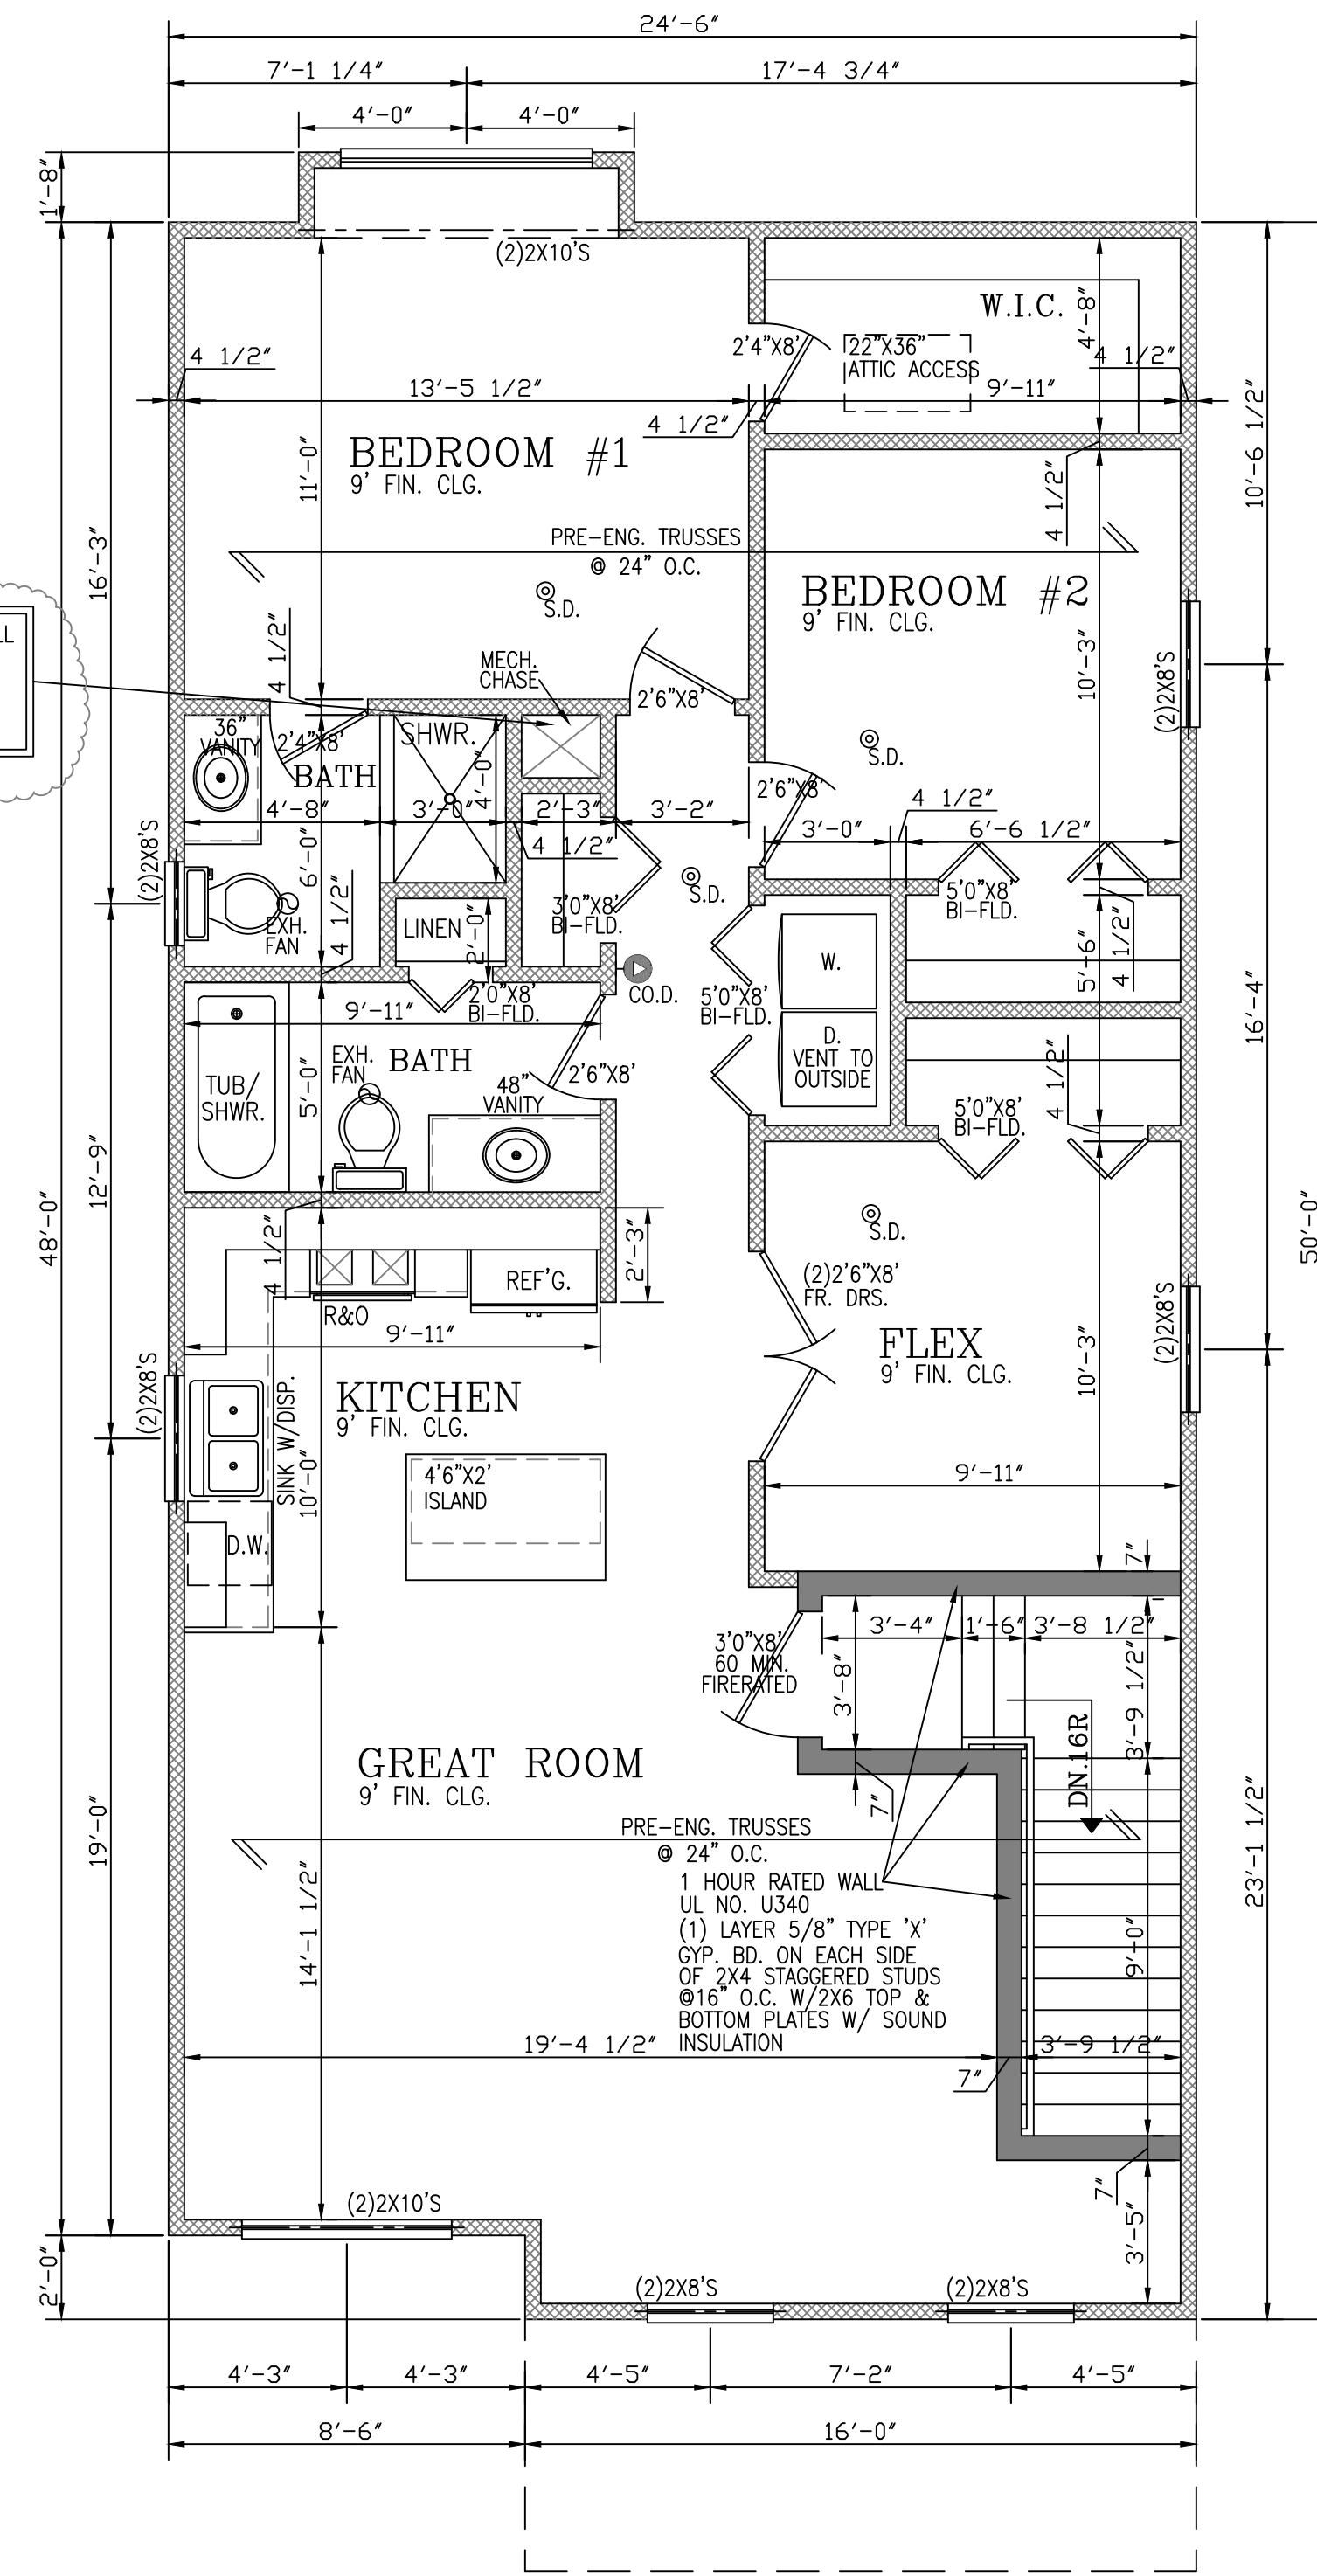 24'-6"
7'-1 1/4"
17'-4 3/4"
4'-0"
4'-0"
1'-8"
(2)2X10'S
W.I.C.
4'-8"
2'4"X8'
22"X36"
ATTIC ACCESS
4 1/2"
4 1/2"
13'-5 1/2"
9'-11"
4 1/2"
BEDROOM #1
9' FIN. CLG.
11'-0"
10'-6 1/2"
4 1/2"
16'-3"
PRE-ENG. TRUSSES
@ 24" O.C.
BEDROOM #2
9' FIN. CLG.
S.D.
4 1/2"
10'-3"
(2)2X8'S
MECH.
CHASE
2'6"X8'
36"
VANITY
2'4"X8'
BATH
SHWR.
4'-0"
S.D.
2'6"X8'
4'-8"
3'-0"
2'-3"
3'-2"
4 1/2"
4 1/2"
3'-0"
6'-6 1/2"
(2)2X8'S
6'-0"
4 1/2"
EXH.
FAN
LINEN
2'-0"
3'0"X8'
BI-FLD.
S.D.
5'0"X8'
BI-FLD.
5'-6"
4 1/2"
W.
CO.D.
2'0"X8'
BI-FLD.
5'0"X8'
BI-FLD.
9'-11"
D.
VENT TO
OUTSIDE
16'-4"
EXH.
FAN
BATH
2'6"X8'
TUB/
SHWR.
5'-0"
48"
VANITY
4 1/2"
5'0"X8'
BI-FLD.
12'-9"
48'-0"
50'-0"
4 1/2"
2'-3"
S.D.
REF'G.
R&O
(2)2'6"X8'
FR. DRS.
9'-11"
FLEX
9' FIN. CLG.
10'-3"
(2)2X8'S
(2)2X8'S
SINK W/DISP.
KITCHEN
9' FIN. CLG.
10'-0"
4'6"X2'
ISLAND
9'-11"
D.W.
7"
3'0"X8'
60 MIN.
FIRERATED
3'-4"
1'-6"
3'-8 1/2"
3'-8"
3'-9 1/2"
DN.16R
GREAT ROOM
9' FIN. CLG.
7"
19'-0"
PRE-ENG. TRUSSES
@ 24" O.C.
1 HOUR RATED WALL
UL NO. U340
(1) LAYER 5/8" TYPE 'X'
GYP. BD. ON EACH SIDE
OF 2X4 STAGGERED STUDS
@16" O.C. W/2X6 TOP &
BOTTOM PLATES W/ SOUND
INSULATION
14'-1 1/2"
9'-0"
23'-1 1/2"
19'-4 1/2"
3'-9 1/2"
7"
7"
(2)2X10'S
3'-5"
2'-0"
(2)2X8'S
(2)2X8'S
4'-3"
4'-3"
4'-5"
7'-2"
4'-5"
8'-6"
16'-0"